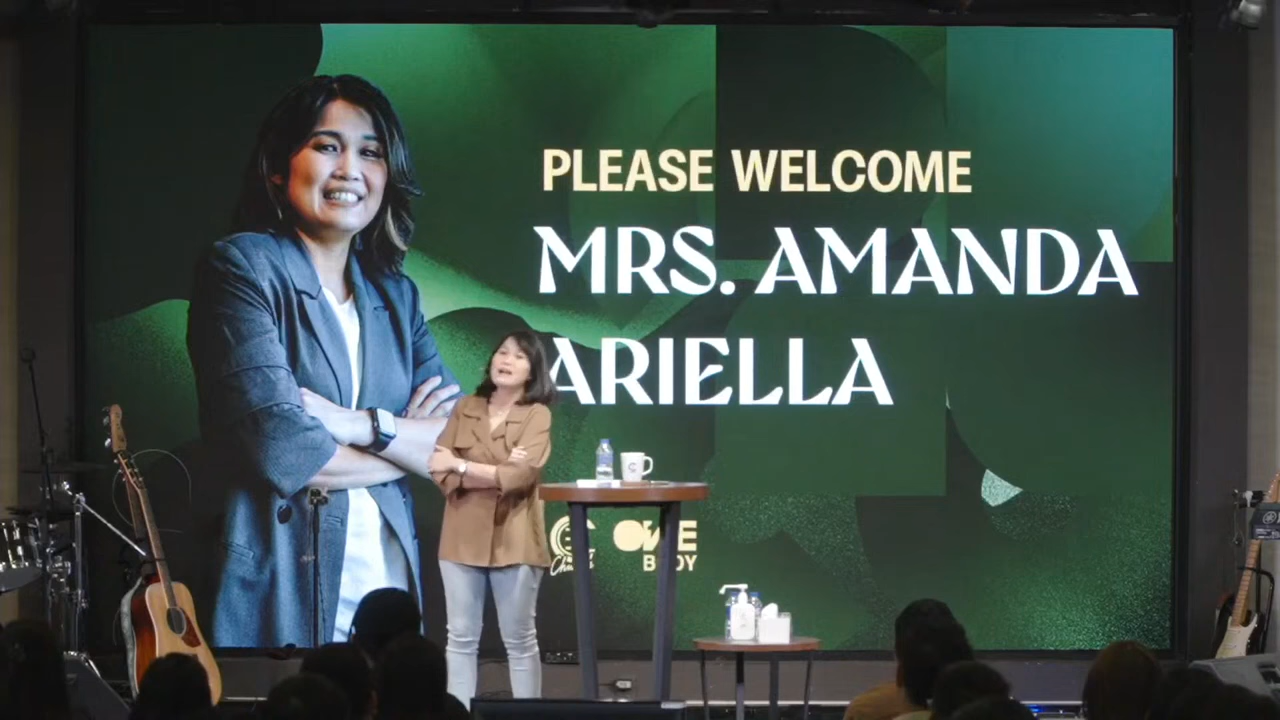 PLEASE WELCOME
MRS. AMANDA
ARIELLA
ONE
BODY